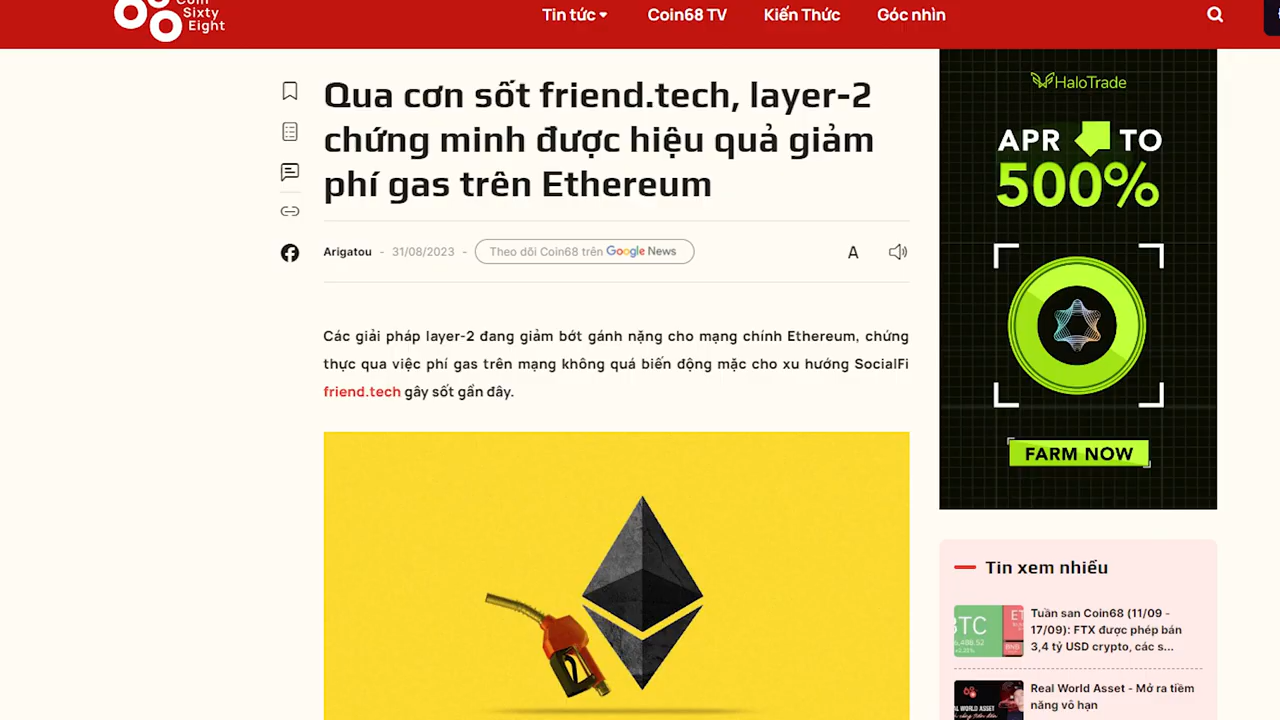 Coin
Sixty
Eight
Tin tức
Coin68 TV
Kiến Thức
Góc nhìn
Qua cơn sốt friend.tech, layer-2
chứng minh được hiệu quả giảm
phí gas trên Ethereum
Arigatou - 31/08/2023 - Theo dõi Coin68 trên Google News
A
Các giải pháp layer-2 đang giảm bớt gánh nặng cho mạng chính Ethereum, chứng
thực qua việc phí gas trên mạng không quá biến động mặc cho xu hướng SocialFi
friend.tech gây sốt gần đây.
HaloTrade
APR TO
500%
FARM NOW
Tin xem nhiều
BTC
Tuần san Coin68 (11/09 -
17/09): FTX được phép bán
3,4 tỷ USD crypto, các s...
Real World Asset - Mở ra tiềm
năng vô hạn